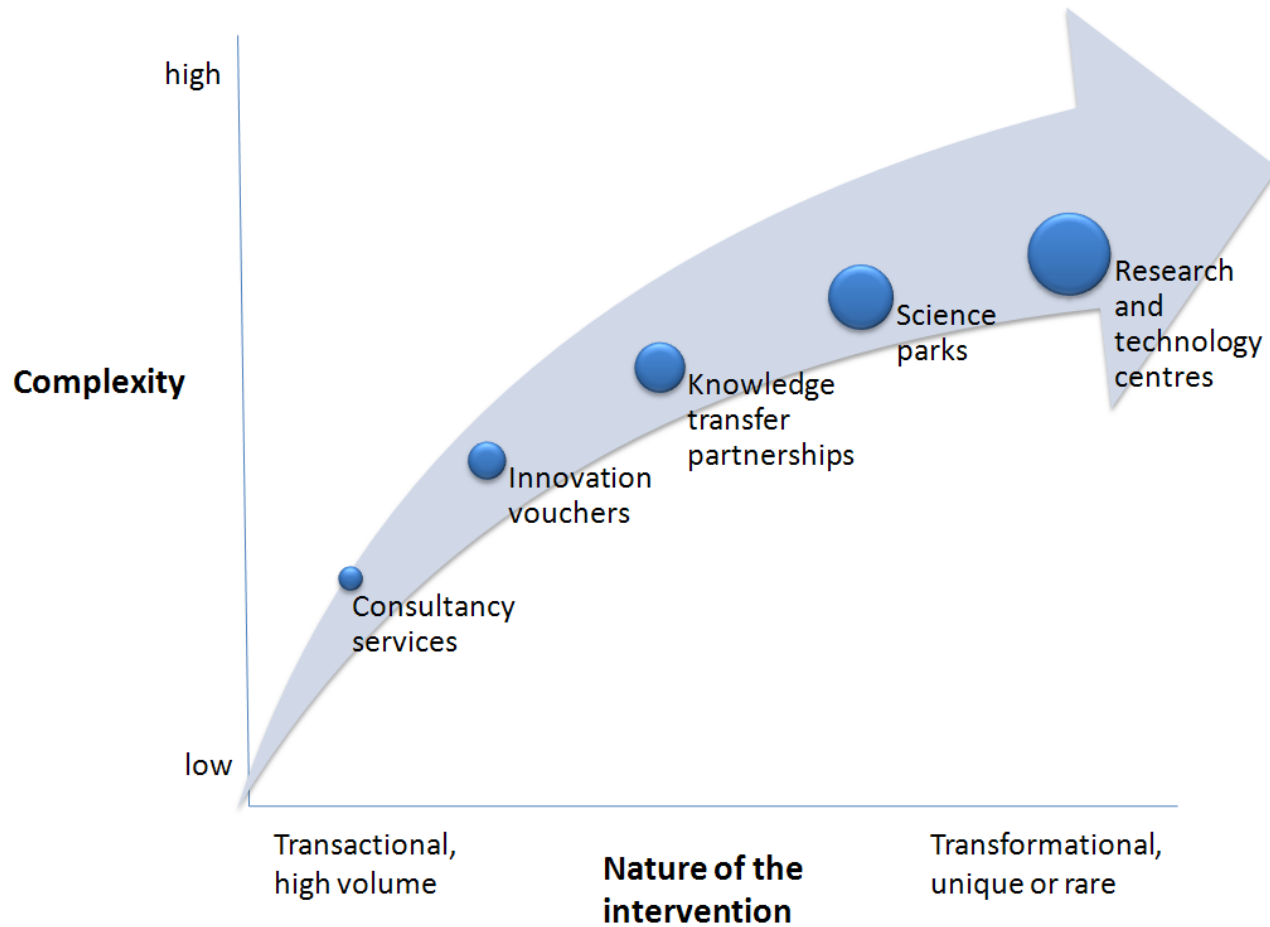 high
Complexity
low
Research
and
technology
centres
Science
parks
Knowledge
transfer
partnerships
Innovation
vouchers
Consultancy
services
Transactional,
high volume
Nature of the
intervention
Transformational,
unique or rare